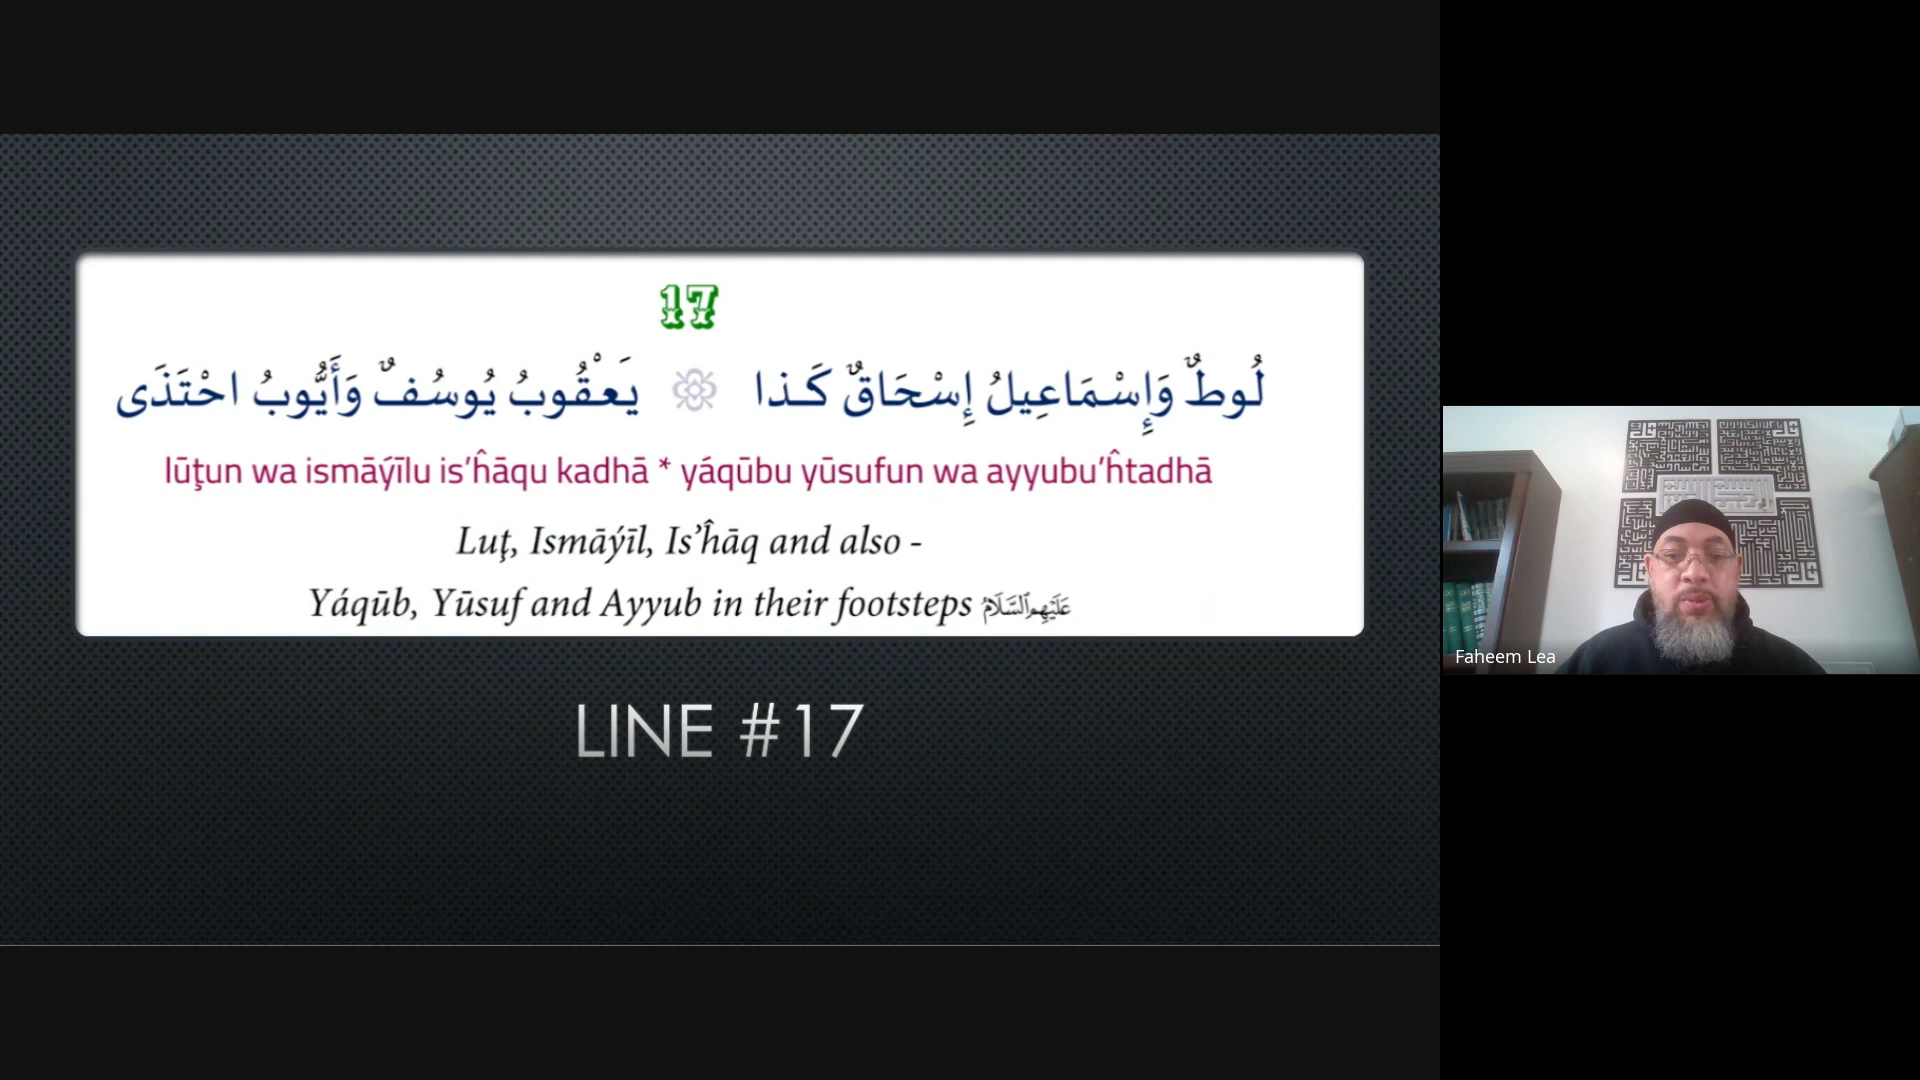 17
لُوطٌ وَإِسْمَاعِيلُ إِسْحَاقٌ كَذا ۞ يَعْقُوبُ يُوسُفٌ وَأَيُّوبُ احْتَذَى
lūţun wa ismāýīlu is’ĥāqu kadhā * yáqūbu yūsufun wa ayyubu’ĥtadhā
Luţ, Ismāýīl, Is’ĥāq and also -
Yáqūb, Yūsuf and Ayyub in their footsteps عَلَيْهِمُ السَّلَامُ
LINE #17
Faheem Lea